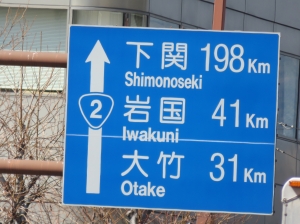 下関 198 Km
Shimonoseki
2
岩国 41 Km
Iwakuni
大竹 31 Km
Otake